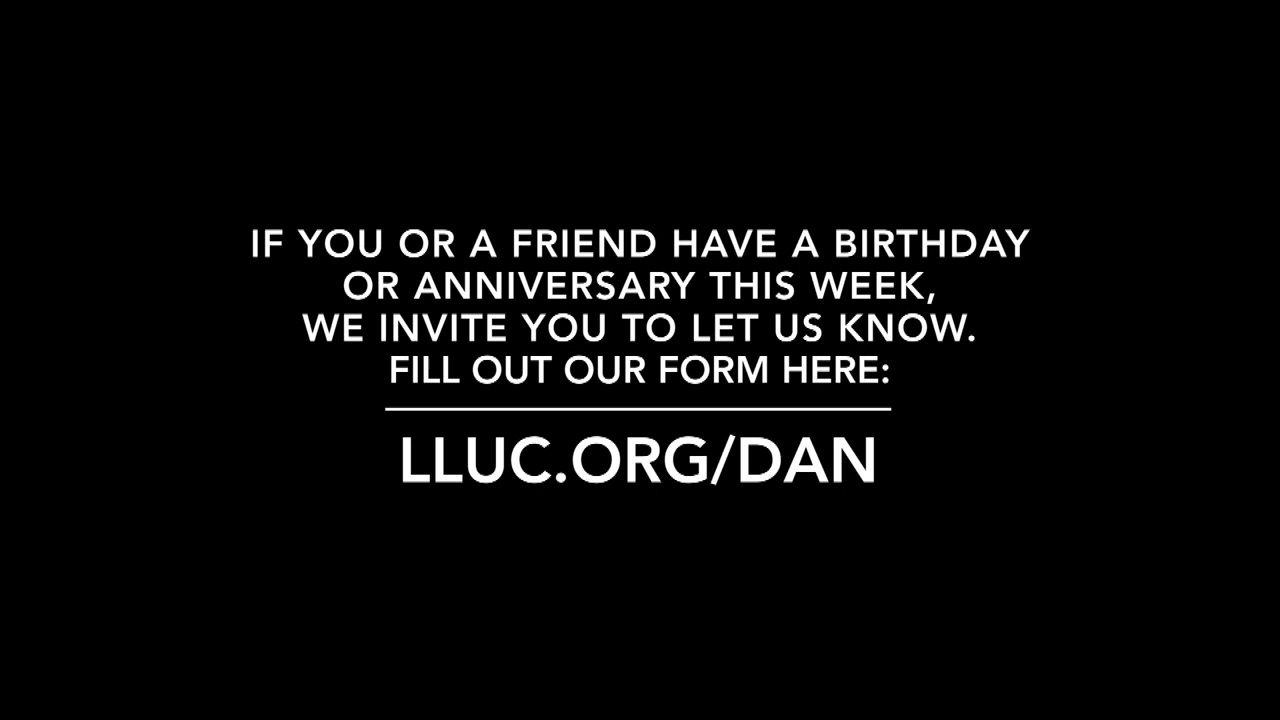 IF YOU OR A FRIEND HAVE A BIRTHDAY
OR ANNIVERSARY THIS WEEK,
WE INVITE YOU TO LET US KNOW.
FILL OUT OUR FORM HERE:
LLUC.ORG/DAN